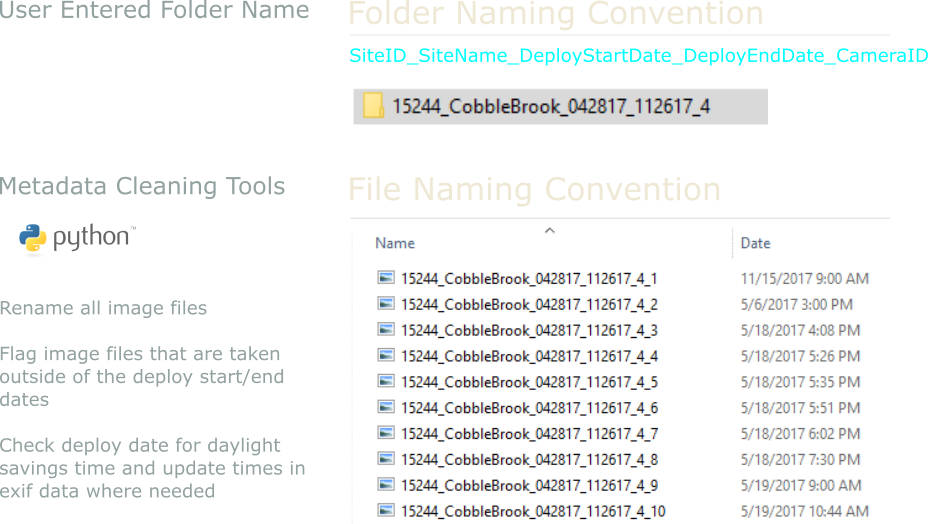 User Entered Folder Name
Folder Naming Convention
SiteID_SiteName_DeployStartDate_DeployEndDate_CameraID
15244_CobbleBrook_042817_112617_4
Metadata Cleaning Tools
File Naming Convention
python™
Name Date
15244_CobbleBrook_042817_112617_4_1 11/15/2017 9:00 AM
15244_CobbleBrook_042817_112617_4_2 5/6/2017 3:00 PM
15244_CobbleBrook_042817_112617_4_3 5/18/2017 4:08 PM
15244_CobbleBrook_042817_112617_4_4 5/18/2017 5:26 PM
15244_CobbleBrook_042817_112617_4_5 5/18/2017 5:35 PM
15244_CobbleBrook_042817_112617_4_6 5/18/2017 5:51 PM
15244_CobbleBrook_042817_112617_4_7 5/18/2017 6:02 PM
15244_CobbleBrook_042817_112617_4_8 5/18/2017 7:30 PM
15244_CobbleBrook_042817_112617_4_9 5/19/2017 9:00 AM
15244_CobbleBrook_042817_112617_4_10 5/19/2017 10:44 AM
Rename all image files
Flag image files that are taken
outside of the deploy start/end
dates
Check deploy date for daylight
savings time and update times in
exif data where needed